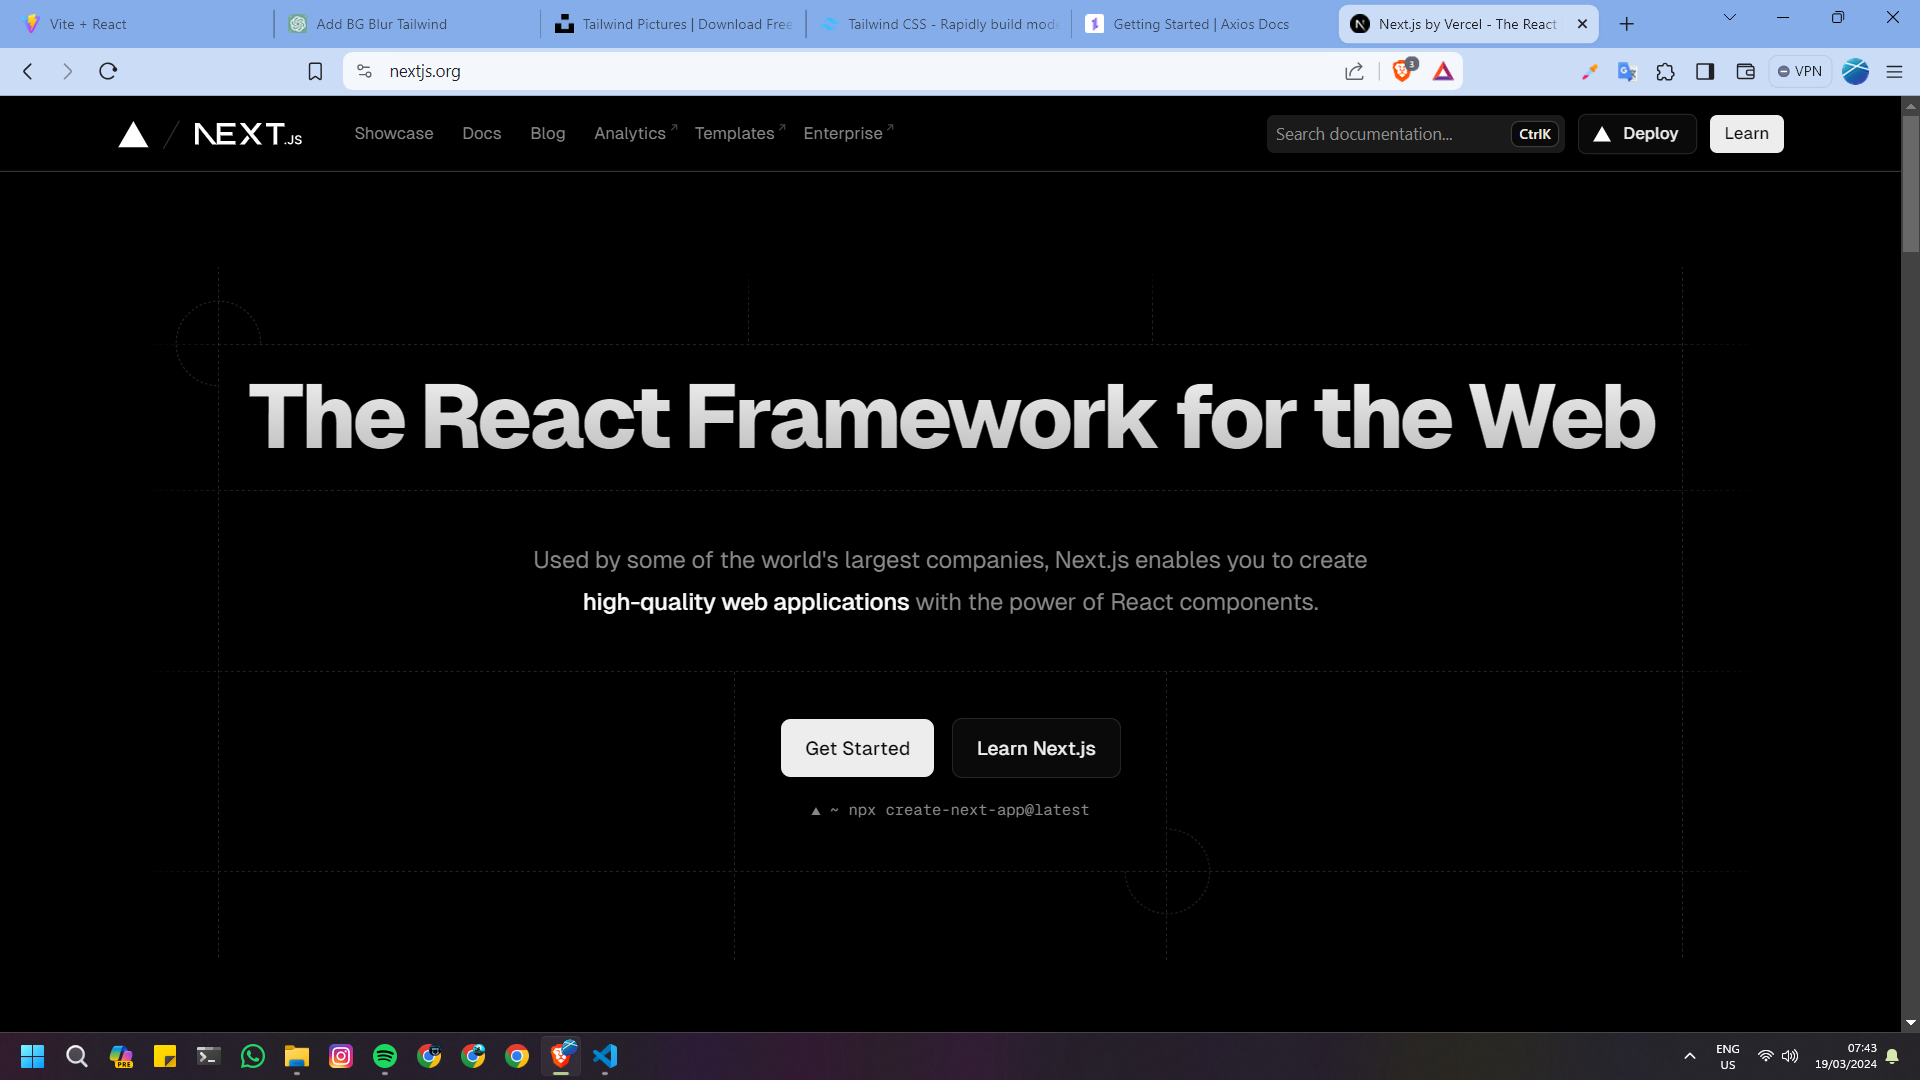 Vite + React
Add BG Blur Tailwind
Tailwind Pictures | Download Free
Tailwind CSS - Rapidly build mode
Getting Started | Axios Docs
Next.js by Vercel - The React
nextjs.org
3
VPN
NEXT.JS
Showcase
Docs
Blog
Analytics
Templates
Enterprise
Search documentation...
CtrlK
Deploy
Learn
The React Framework for the Web
Used by some of the world's largest companies, Next.js enables you to create
high-quality web applications with the power of React components.
Get Started
Learn Next.js
▲ ~ npx create-next-app@latest
PRE
ENG
US
07:43
19/03/2024